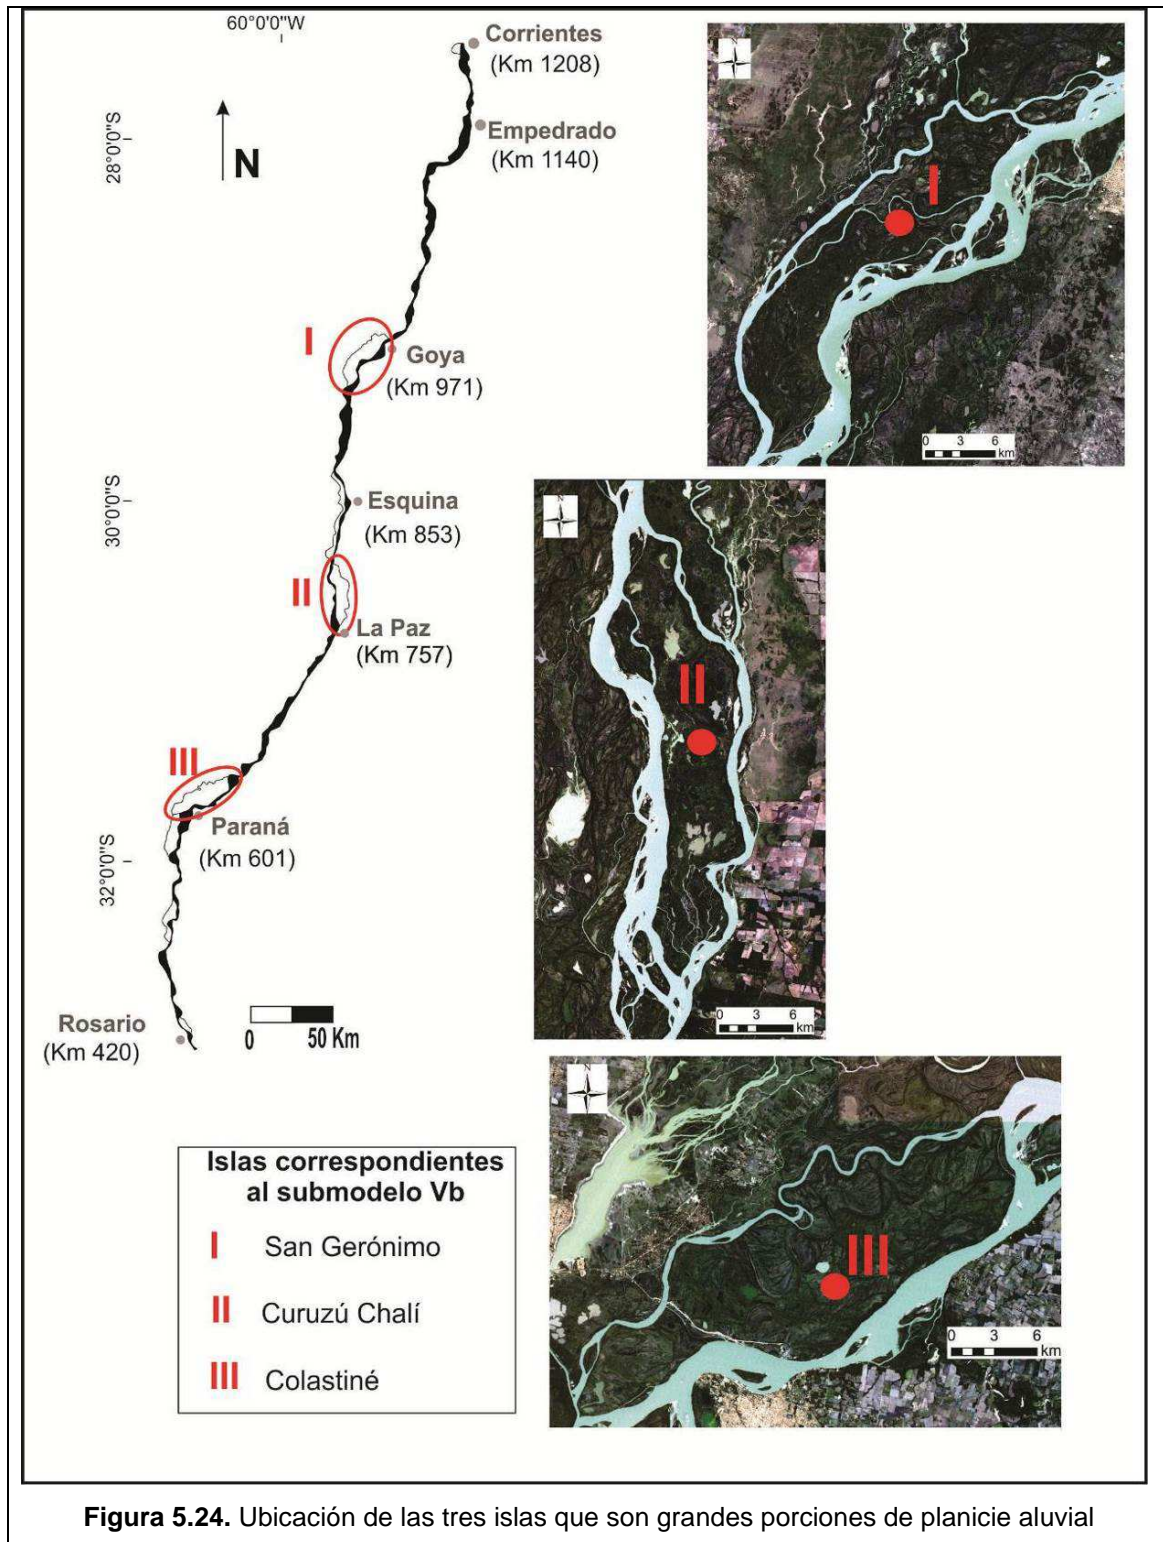 60°0'0"W
Corrientes
(Km 1208)
28°0'0"S
N
Empedrado
(Km 1140)
I
Goya
(Km 971)
30°0'0"S
Esquina
(Km 853)
II
La Paz
(Km 757)
III
Paraná
(Km 601)
32°0'0"S
Rosario
(Km 420)
0 50 Km
N
I
0 3 6
km
N
II
0 3 6
km
N
III
0 3 6
km
Islas correspondientes
al submodelo Vb
I San Gerónimo
II Curuzú Chalí
III Colastiné
Figura 5.24. Ubicación de las tres islas que son grandes porciones de planicie aluvial